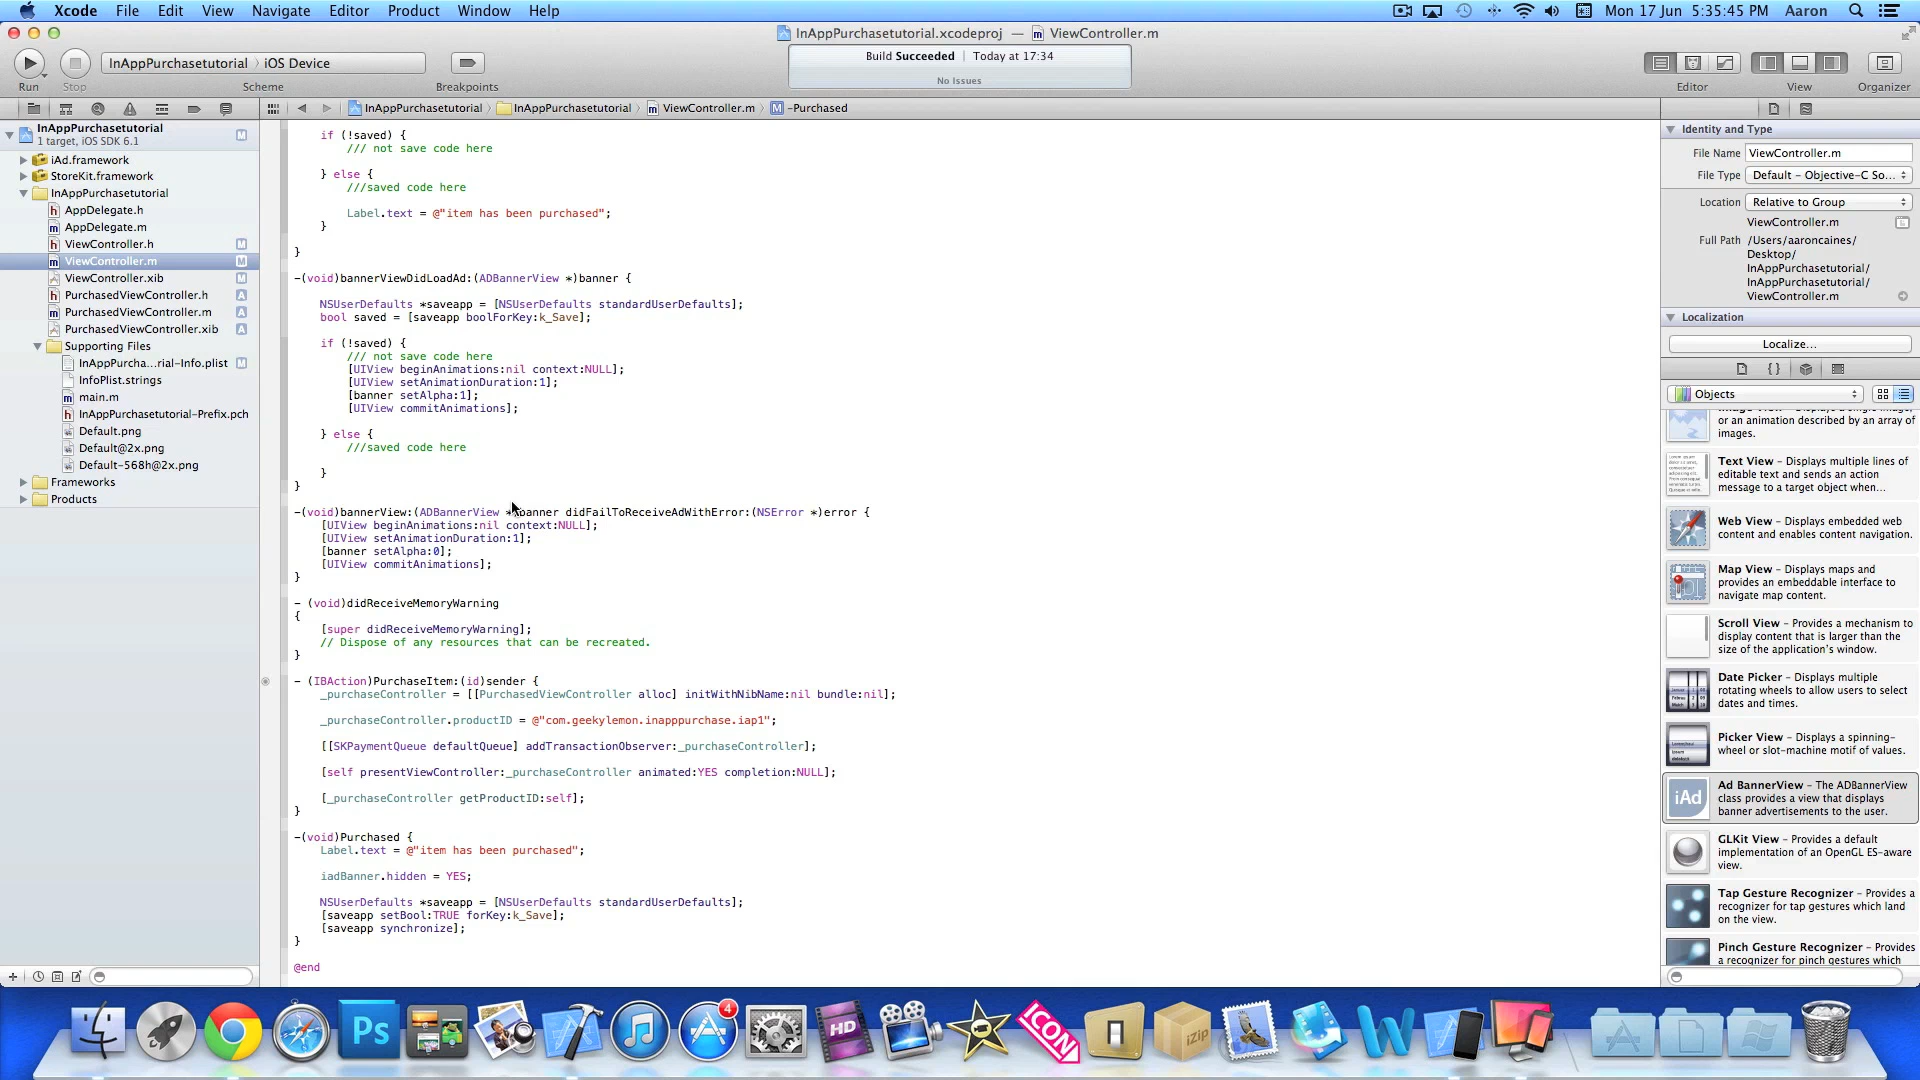 Xcode File Edit View Navigate Editor Product Window Help
Mon 17 Jun 5:35:45 PM Aaron
InAppPurchasetutorial.xcodeproj — ViewController.m
InAppPurchasetutorial › iOS Device
Build Succeeded | Today at 17:34
No Issues
Run Stop Scheme Breakpoints Editor View Organizer
InAppPurchasetutorial › InAppPurchasetutorial › ViewController.m › -Purchased
InAppPurchasetutorial
1 target, iOS SDK 6.1
iAd.framework
StoreKit.framework
InAppPurchasetutorial
AppDelegate.h
AppDelegate.m
ViewController.h
ViewController.m
ViewController.xib
PurchasedViewController.h
PurchasedViewController.m
PurchasedViewController.xib
Supporting Files
InAppPurcha...rial-Info.plist
InfoPlist.strings
main.m
InAppPurchasetutorial-Prefix.pch
Default.png
Default@2x.png
Default-568h@2x.png
Frameworks
Products
if (!saved) {
/// not save code here
} else {
///saved code here
Label.text = @"item has been purchased";
}
}
-(void)bannerViewDidLoadAd:(ADBannerView *)banner {
NSUserDefaults *saveapp = [NSUserDefaults standardUserDefaults];
bool saved = [saveapp boolForKey:k_Save];
if (!saved) {
/// not save code here
[UIView beginAnimations:nil context:NULL];
[UIView setAnimationDuration:1];
[banner setAlpha:1];
[UIView commitAnimations];
} else {
///saved code here
}
}
-(void)bannerView:(ADBannerView *)banner didFailToReceiveAdWithError:(NSError *)error {
[UIView beginAnimations:nil context:NULL];
[UIView setAnimationDuration:1];
[banner setAlpha:0];
[UIView commitAnimations];
}
- (void)didReceiveMemoryWarning
{
[super didReceiveMemoryWarning];
// Dispose of any resources that can be recreated.
}
- (IBAction)PurchaseItem:(id)sender {
_purchaseController = [[PurchasedViewController alloc] initWithNibName:nil bundle:nil];
_purchaseController.productID = @"com.geekylemon.inapppurchase.iap1";
[[SKPaymentQueue defaultQueue] addTransactionObserver:_purchaseController];
[self presentViewController:_purchaseController animated:YES completion:NULL];
[_purchaseController getProductID:self];
}
-(void)Purchased {
Label.text = @"item has been purchased";
iadBanner.hidden = YES;
NSUserDefaults *saveapp = [NSUserDefaults standardUserDefaults];
[saveapp setBool:TRUE forKey:k_Save];
[saveapp synchronize];
}
@end
Identity and Type
File Name ViewController.m
File Type Default - Objective-C So...
Location Relative to Group
ViewController.m
Full Path /Users/aaroncaines/
Desktop/
InAppPurchasetutorial/
InAppPurchasetutorial/
ViewController.m
Localization
Localize...
Objects
or an animation described by an array of
images.
Text View - Displays multiple lines of
editable text and sends an action
message to a target object when...
Web View - Displays embedded web
content and enables content navigation.
Map View - Displays maps and
provides an embeddable interface to
navigate map content.
Scroll View - Provides a mechanism to
display content that is larger than the
size of the application's window.
Date Picker - Displays multiple
rotating wheels to allow users to select
dates and times.
Picker View - Displays a spinning-
wheel or slot-machine motif of values.
iAd
Ad BannerView - The ADBannerView
class provides a view that displays
banner advertisements to the user.
GLKit View - Provides a default
implementation of an OpenGL ES-aware
view.
Tap Gesture Recognizer - Provides a
recognizer for tap gestures which land
on the view.
Pinch Gesture Recognizer - Provides
a recognizer for pinch gestures which
Ps
4
HD
ICON
iZip